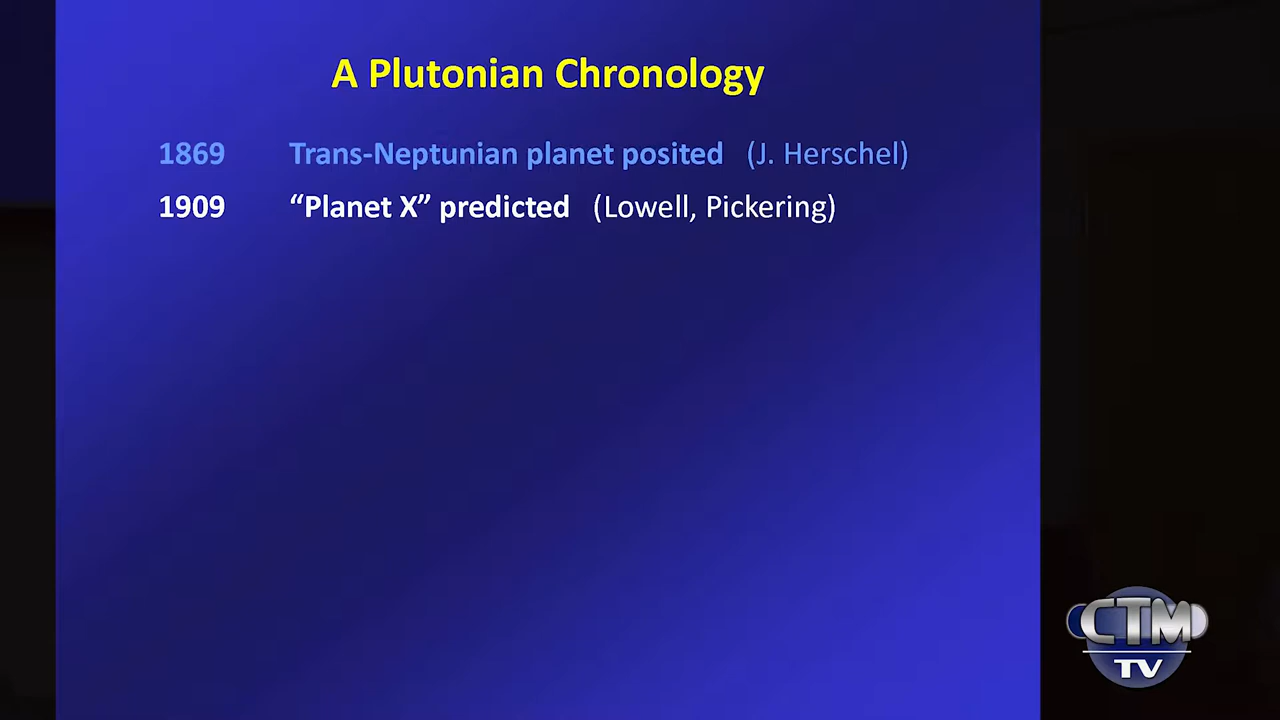 A Plutonian Chronology
1869 Trans-Neptunian planet posited (J. Herschel)
1909 “Planet X” predicted (Lowell, Pickering)
CTM
TV